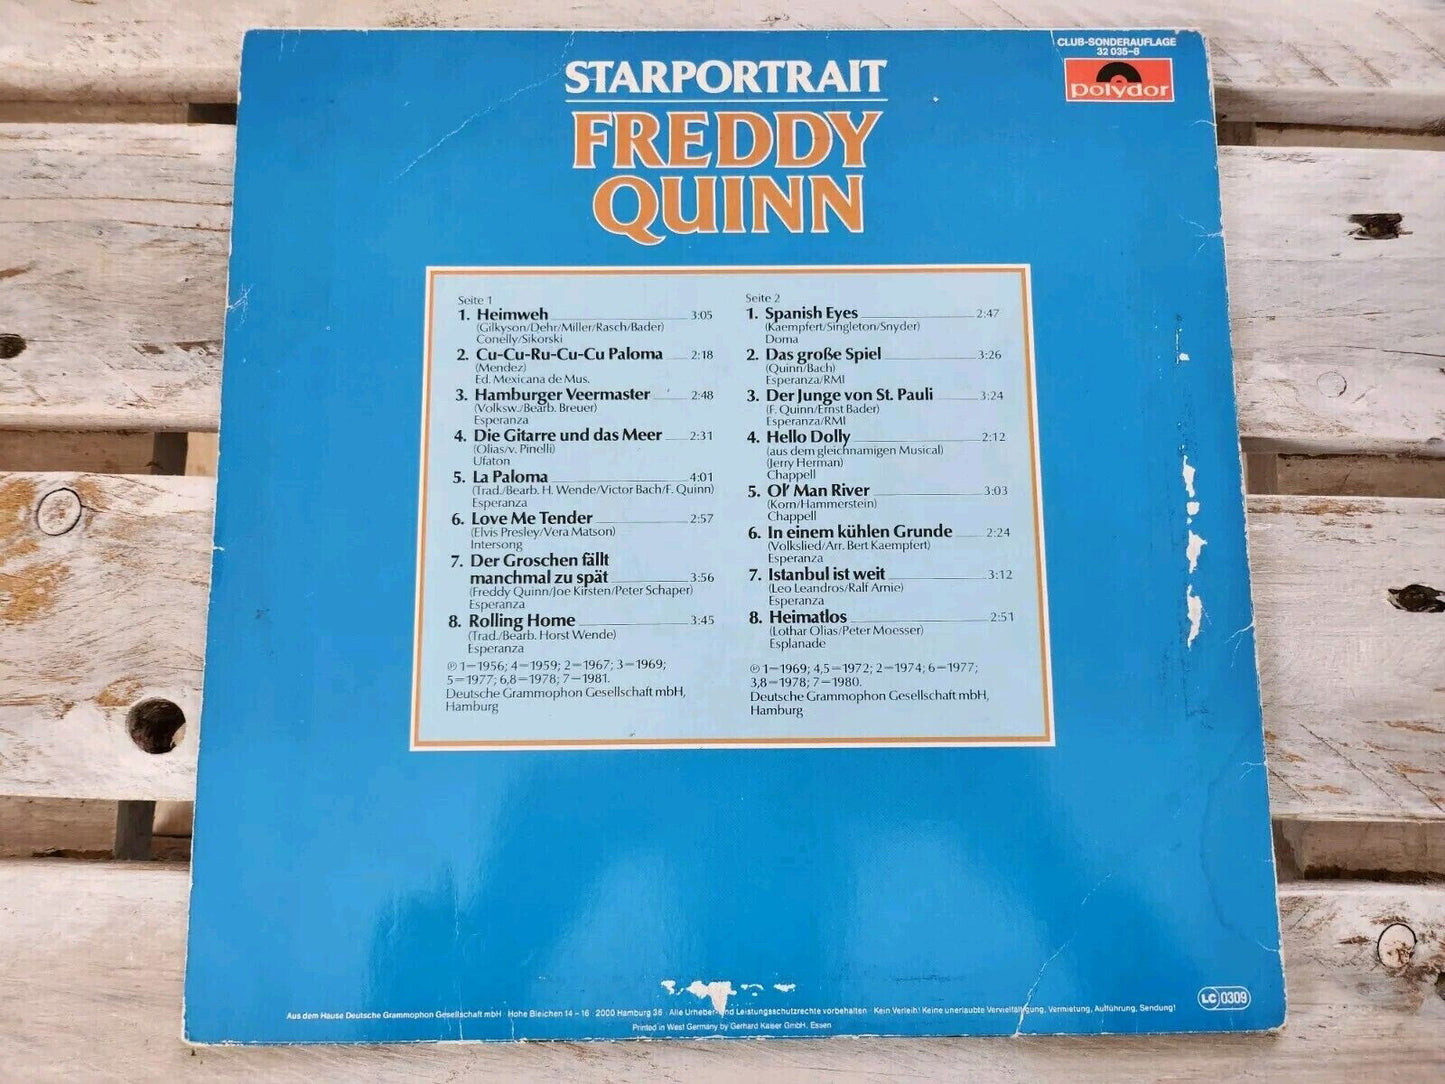 CLUB-SONDERAUFLAGE
32 035-8
polydor
STARPORTRAIT
FREDDY
QUINN
Seite 1
1. Heimweh 3:05
(Gilkyson/Dehr/Miller/Rasch/Bader)
Conelly/Sikorski
2. Cu-Cu-Ru-Cu-Cu Paloma 2:18
(Mendez)
Ed. Mexicana de Mus.
3. Hamburger Veermaster 2:48
(Volksw./Bearb. Breuer)
Esperanza
4. Die Gitarre und das Meer 2:31
(Olias/v. Pinelli)
Ufaton
5. La Paloma 4:01
(Trad./Bearb. H. Wende/Victor Bach/F. Quinn)
Esperanza
6. Love Me Tender 2:57
(Elvis Presley/Vera Matson)
Intersong
7. Der Groschen fällt
manchmal zu spät 3:56
(Freddy Quinn/Joe Kirsten/Peter Schaper)
Esperanza
8. Rolling Home 3:45
(Trad./Bearb. Horst Wende)
Esperanza
℗ 1=1956; 4=1959; 2=1967; 3=1969;
5=1977; 6,8=1978; 7=1981.
Deutsche Grammophon Gesellschaft mbH,
Hamburg
Seite 2
1. Spanish Eyes 2:47
(Kaempfert/Singleton/Snyder)
Doma
2. Das große Spiel 3:26
(Quinn/Bach)
Esperanza/RMI
3. Der Junge von St. Pauli 3:24
(F. Quinn/Ernst Bader)
Esperanza/RMI
4. Hello Dolly 2:12
(aus dem gleichnamigen Musical)
(Jerry Herman)
Chappell
5. Ol' Man River 3:03
(Korn/Hammerstein)
Chappell
6. In einem kühlen Grunde 2:24
(Volkslied/Arr. Bert Kaempfert)
Esperanza
7. Istanbul ist weit 3:12
(Leo Leandros/Ralf Arnie)
Esperanza
8. Heimatlos 2:51
(Lothar Olias/Peter Moesser)
Esplanade
℗ 1=1969; 4,5=1972; 2=1974; 6=1977;
3,8=1978; 7=1980.
Deutsche Grammophon Gesellschaft mbH,
Hamburg
LC 0309
Aus dem Hause Deutsche Grammophon Gesellschaft mbH · Hohe Bleichen 14-16 · 2000 Hamburg 36 · Alle Urheber- und Leistungsschutzrechte vorbehalten · Kein Verleih! Keine unerlaubte Vervielfältigung, Vermietung, Aufführung, Sendung!
Printed in West Germany by Gerhard Kaiser GmbH, Essen